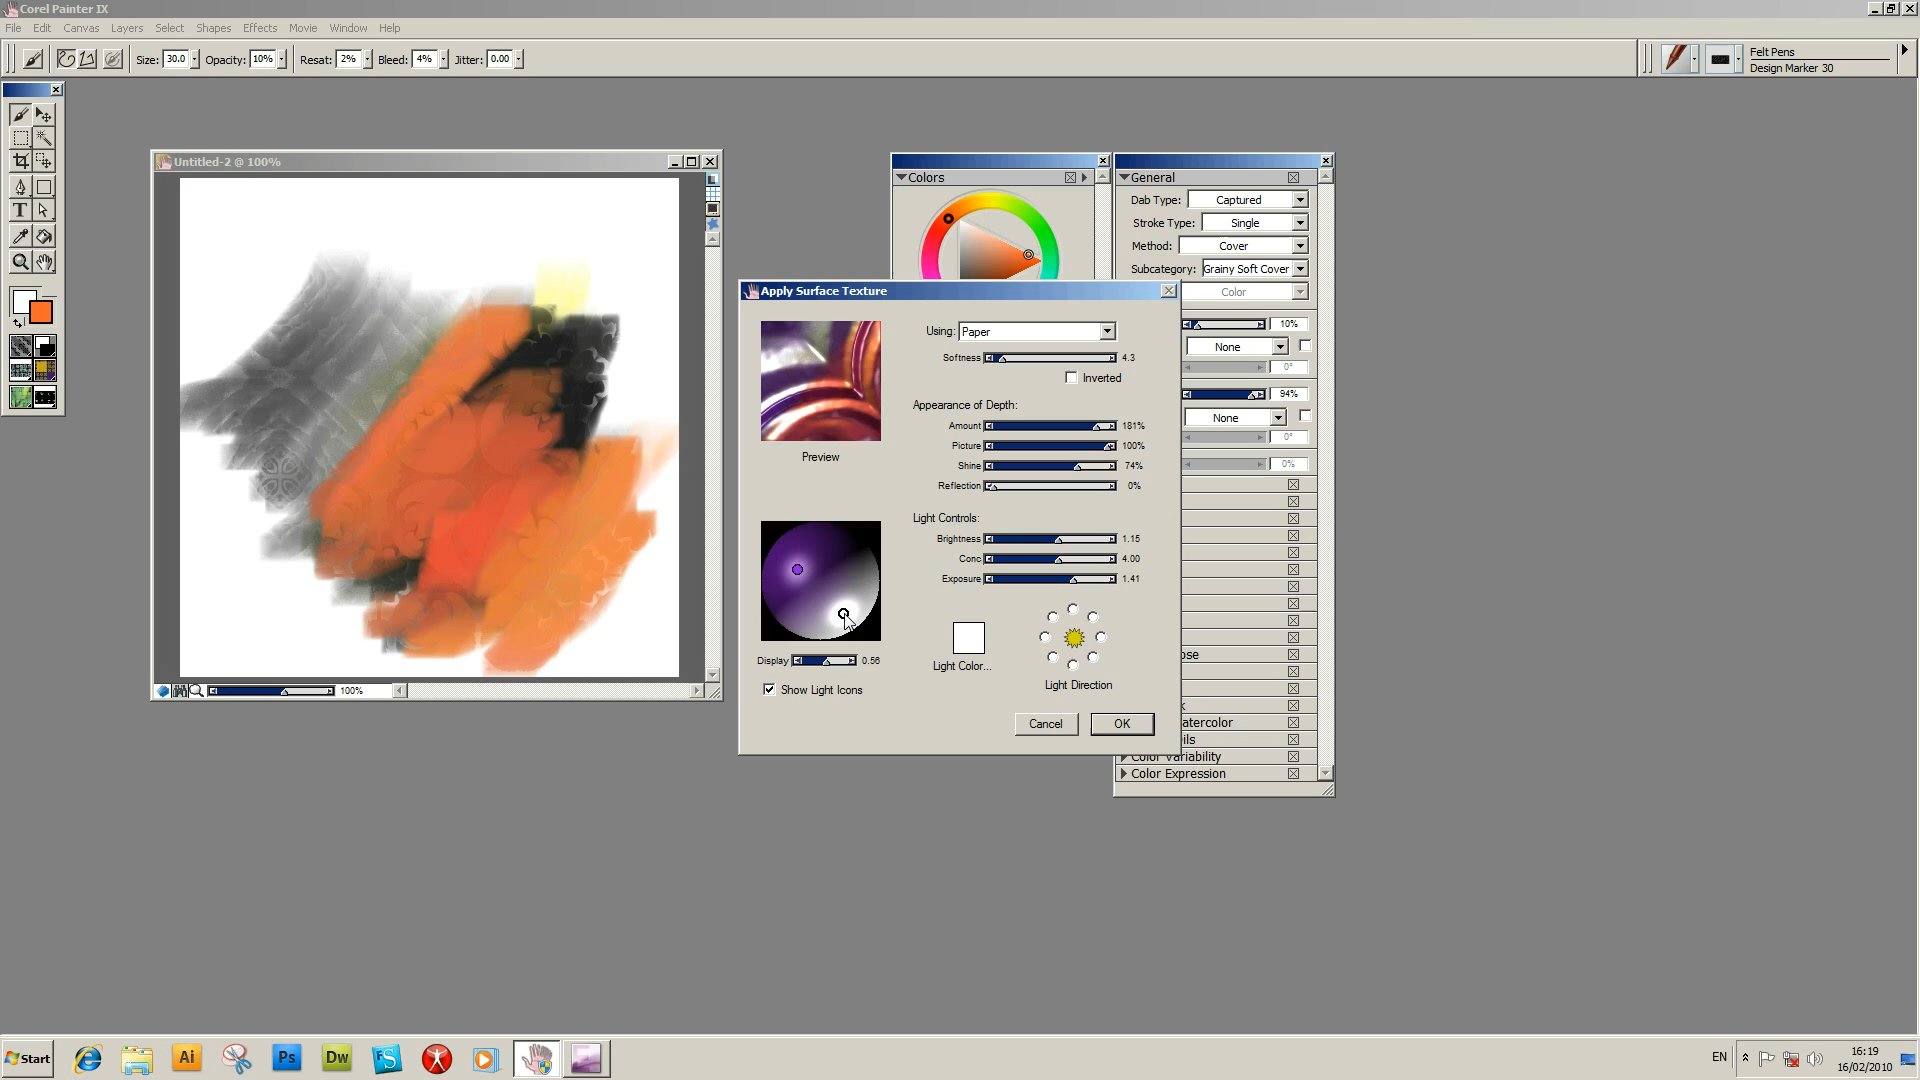 Corel Painter IX
File Edit Canvas Layers Select Shapes Effects Movie Window Help
Size: 30.0 Opacity: 10% Resat: 2% Bleed: 4% Jitter: 0.00
Felt Pens
Design Marker 30
Untitled-2 @ 100%
100%
Colors
General
Dab Type: Captured
Stroke Type: Single
Method: Cover
Subcategory: Grainy Soft Cover
Color
10%
None
0°
94%
None
0°
0%
ose
k
atercolor
ils
Color Variability
Color Expression
Apply Surface Texture
Preview
Using: Paper
Softness 4.3
Inverted
Appearance of Depth:
Amount 181%
Picture 100%
Shine 74%
Reflection 0%
Light Controls:
Brightness 1.15
Conc 4.00
Exposure 1.41
Display 0.56
Show Light Icons
Light Color...
Light Direction
Cancel OK
T
Start
Ai
Ps
Dw
FS
EN
16:19
16/02/2010